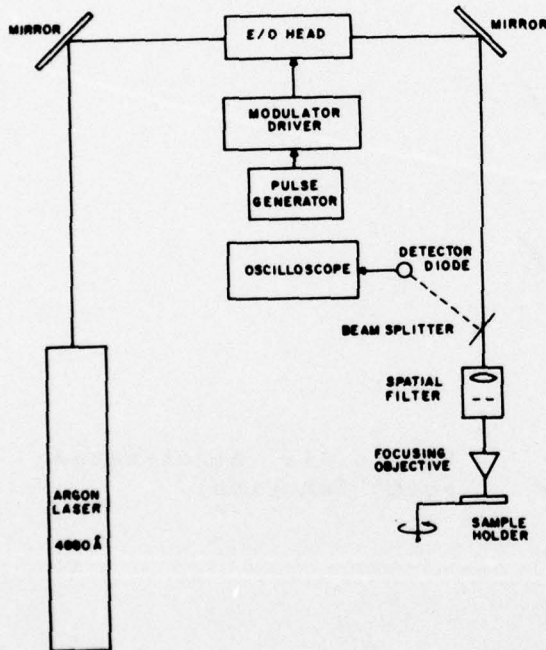 MIRROR
E/O HEAD
MIRROR
MODULATOR
DRIVER
PULSE
GENERATOR
OSCILLOSCOPE
DETECTOR
DIODE
BEAM SPLITTER
SPATIAL
FILTER
FOCUSING
OBJECTIVE
ARGON
LASER
4880 Å
SAMPLE
HOLDER